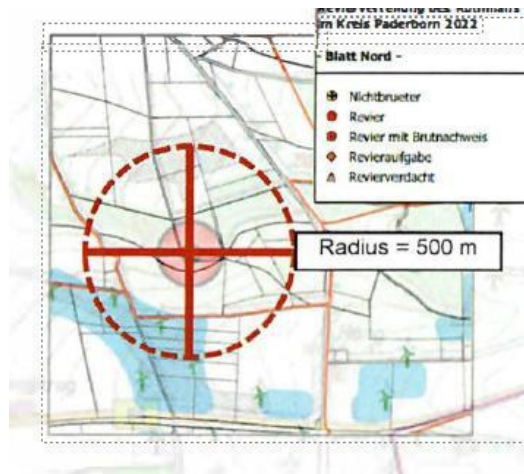 im Kreis Paderborn 2022
- Blatt Nord -
Nichtbrueter
Revier
Revier mit Brutnachweis
Revieraufgabe
Revierverdacht
Radius = 500 m